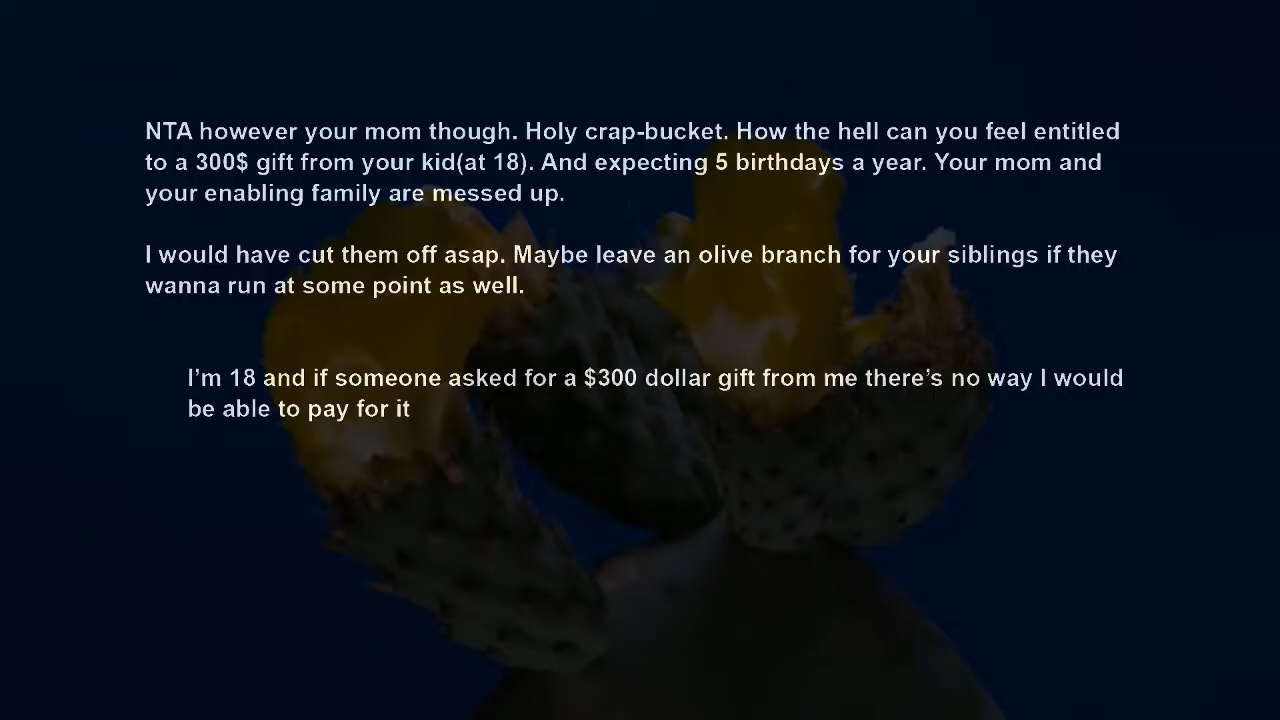 NTA however your mom though. Holy crap-bucket. How the hell can you feel entitled
to a 300$ gift from your kid(at 18). And expecting 5 birthdays a year. Your mom and
your enabling family are messed up.
I would have cut them off asap. Maybe leave an olive branch for your siblings if they
wanna run at some point as well.
I’m 18 and if someone asked for a $300 dollar gift from me there’s no way I would
be able to pay for it